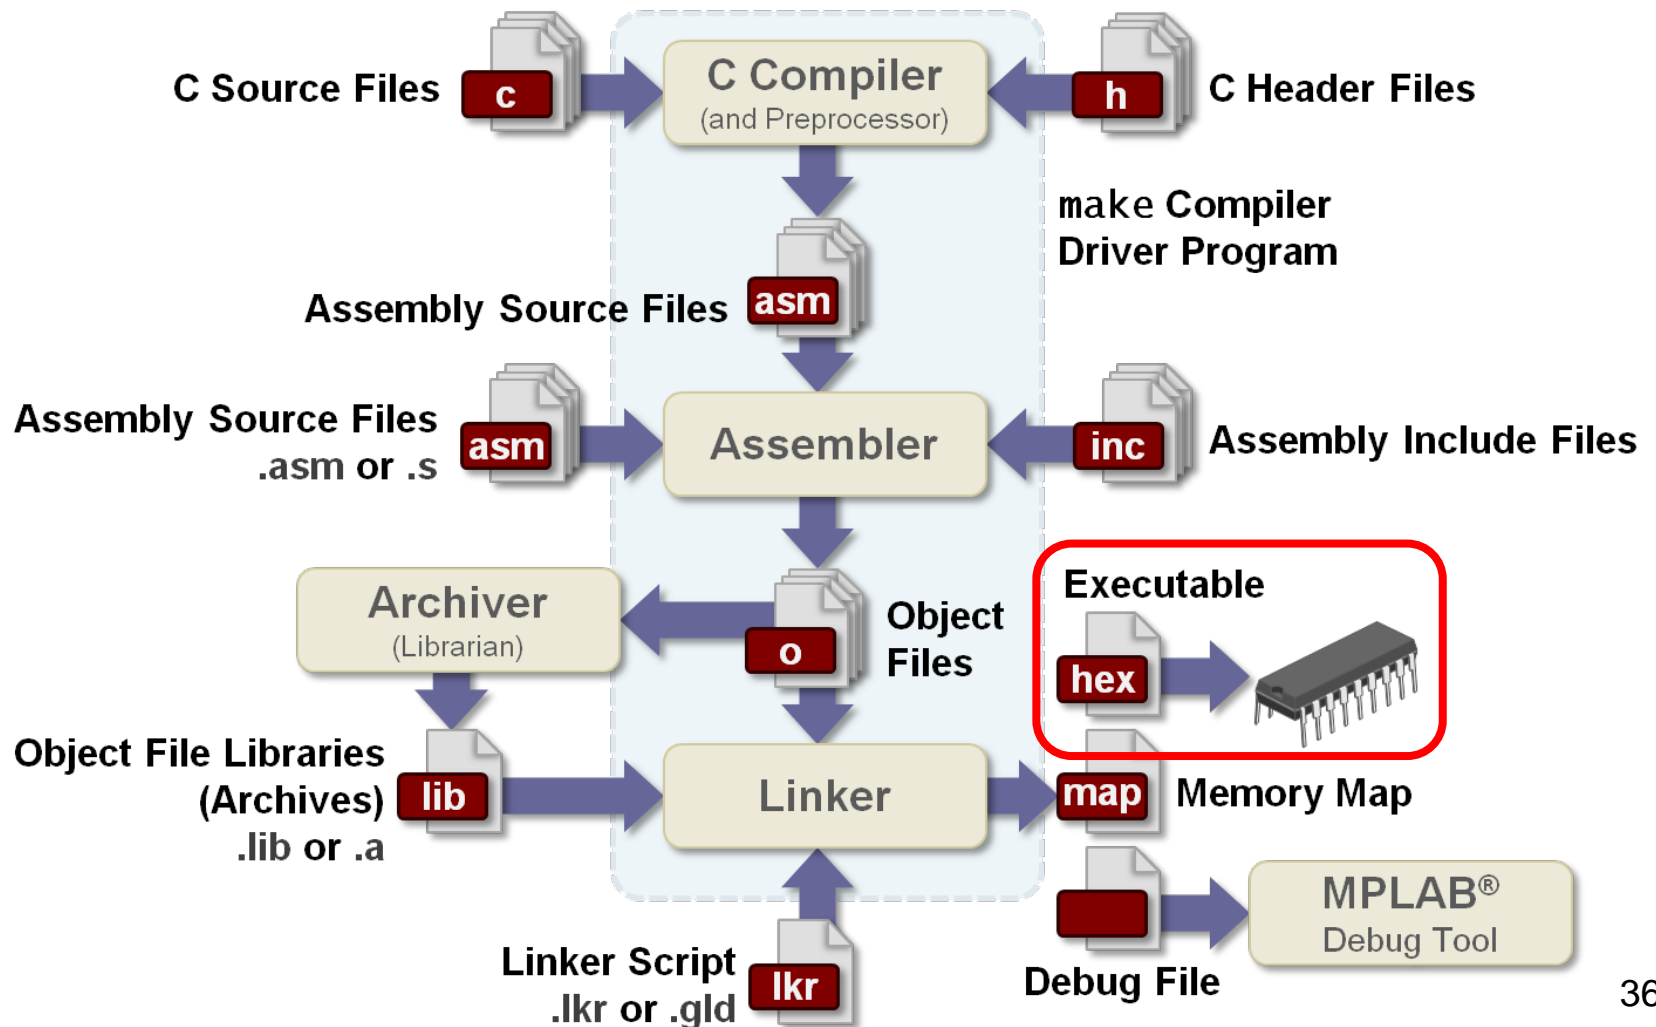 C Source Files
c
C Compiler
(and Preprocessor)
h
C Header Files
make Compiler
Driver Program
Assembly Source Files
asm
Assembly Source Files
.asm or .s
asm
Assembler
inc
Assembly Include Files
Archiver
(Librarian)
o
Object
Files
Executable
hex
Object File Libraries
(Archives)
.lib or .a
lib
Linker
map
Memory Map
Linker Script
.lkr or .gld
lkr
Debug File
MPLAB®
Debug Tool
36